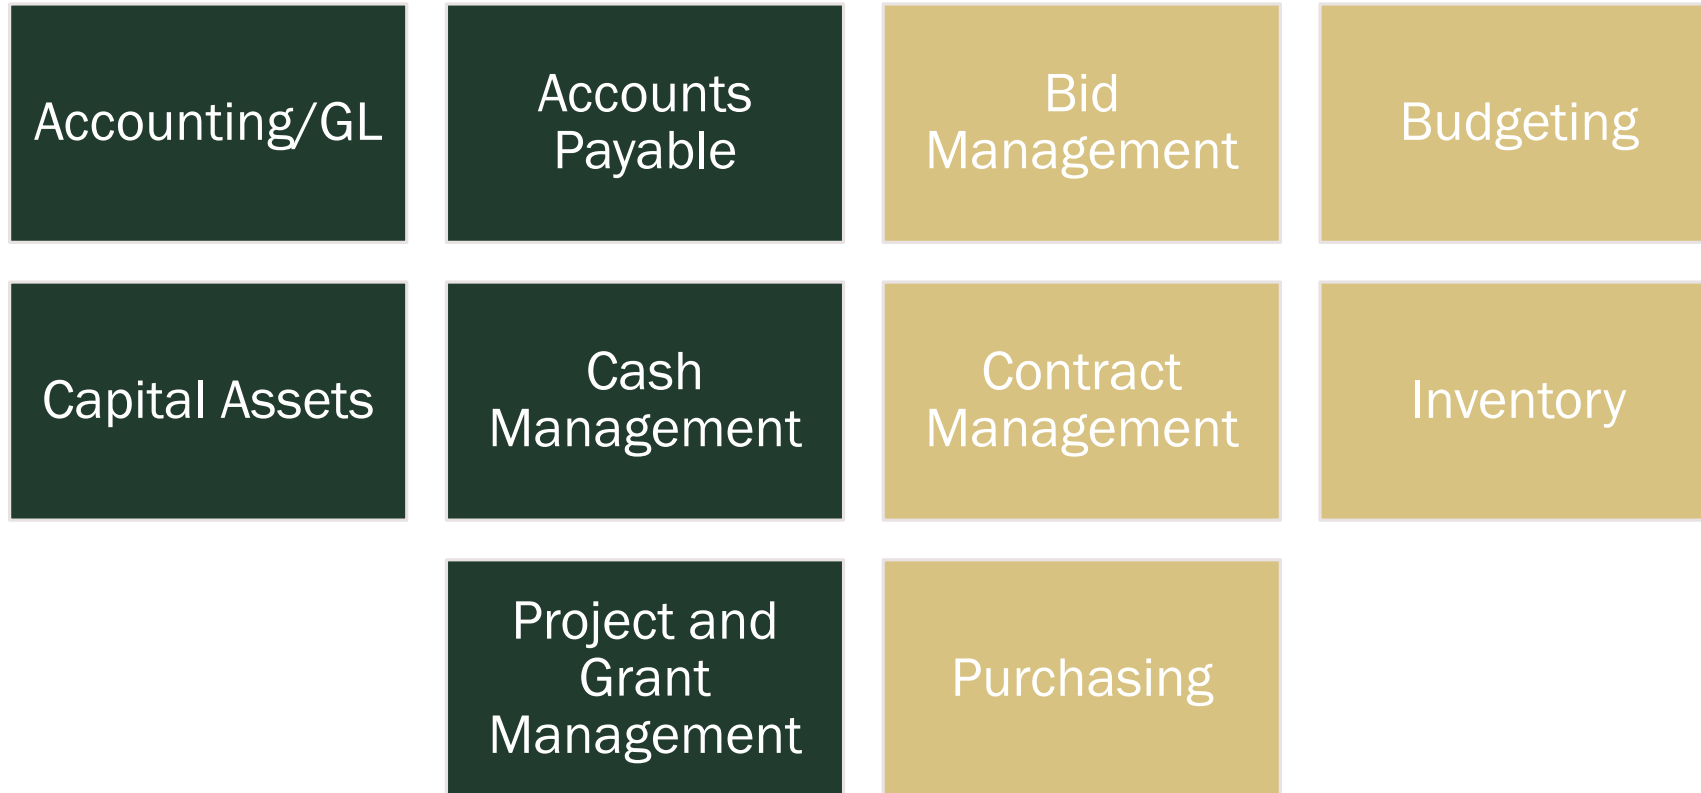 Accounting/GL
Accounts
Payable
Bid
Management
Budgeting
Capital Assets
Cash
Management
Contract
Management
Inventory
Project and
Grant
Management
Purchasing